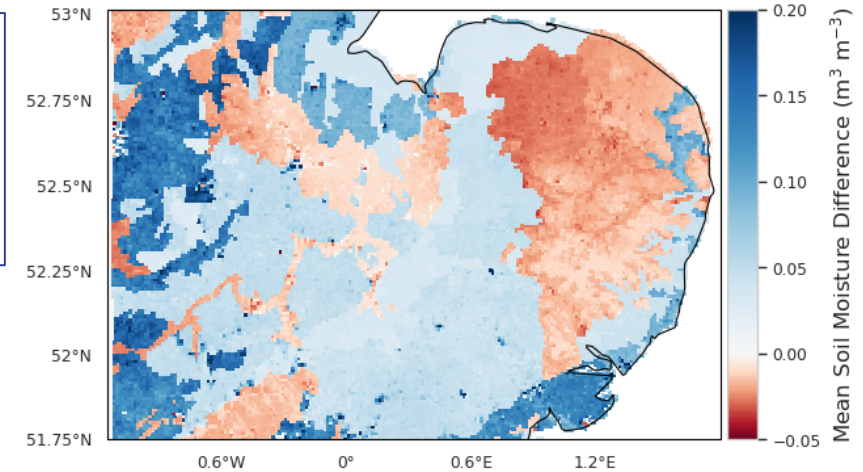 53°N
52.75°N
52.5°N
52.25°N
52°N
51.75°N
0.6°W
0°
0.6°E
1.2°E
0.20
0.15
0.10
0.05
0.00
−0.05
Mean Soil Moisture Difference (m³ m⁻³)